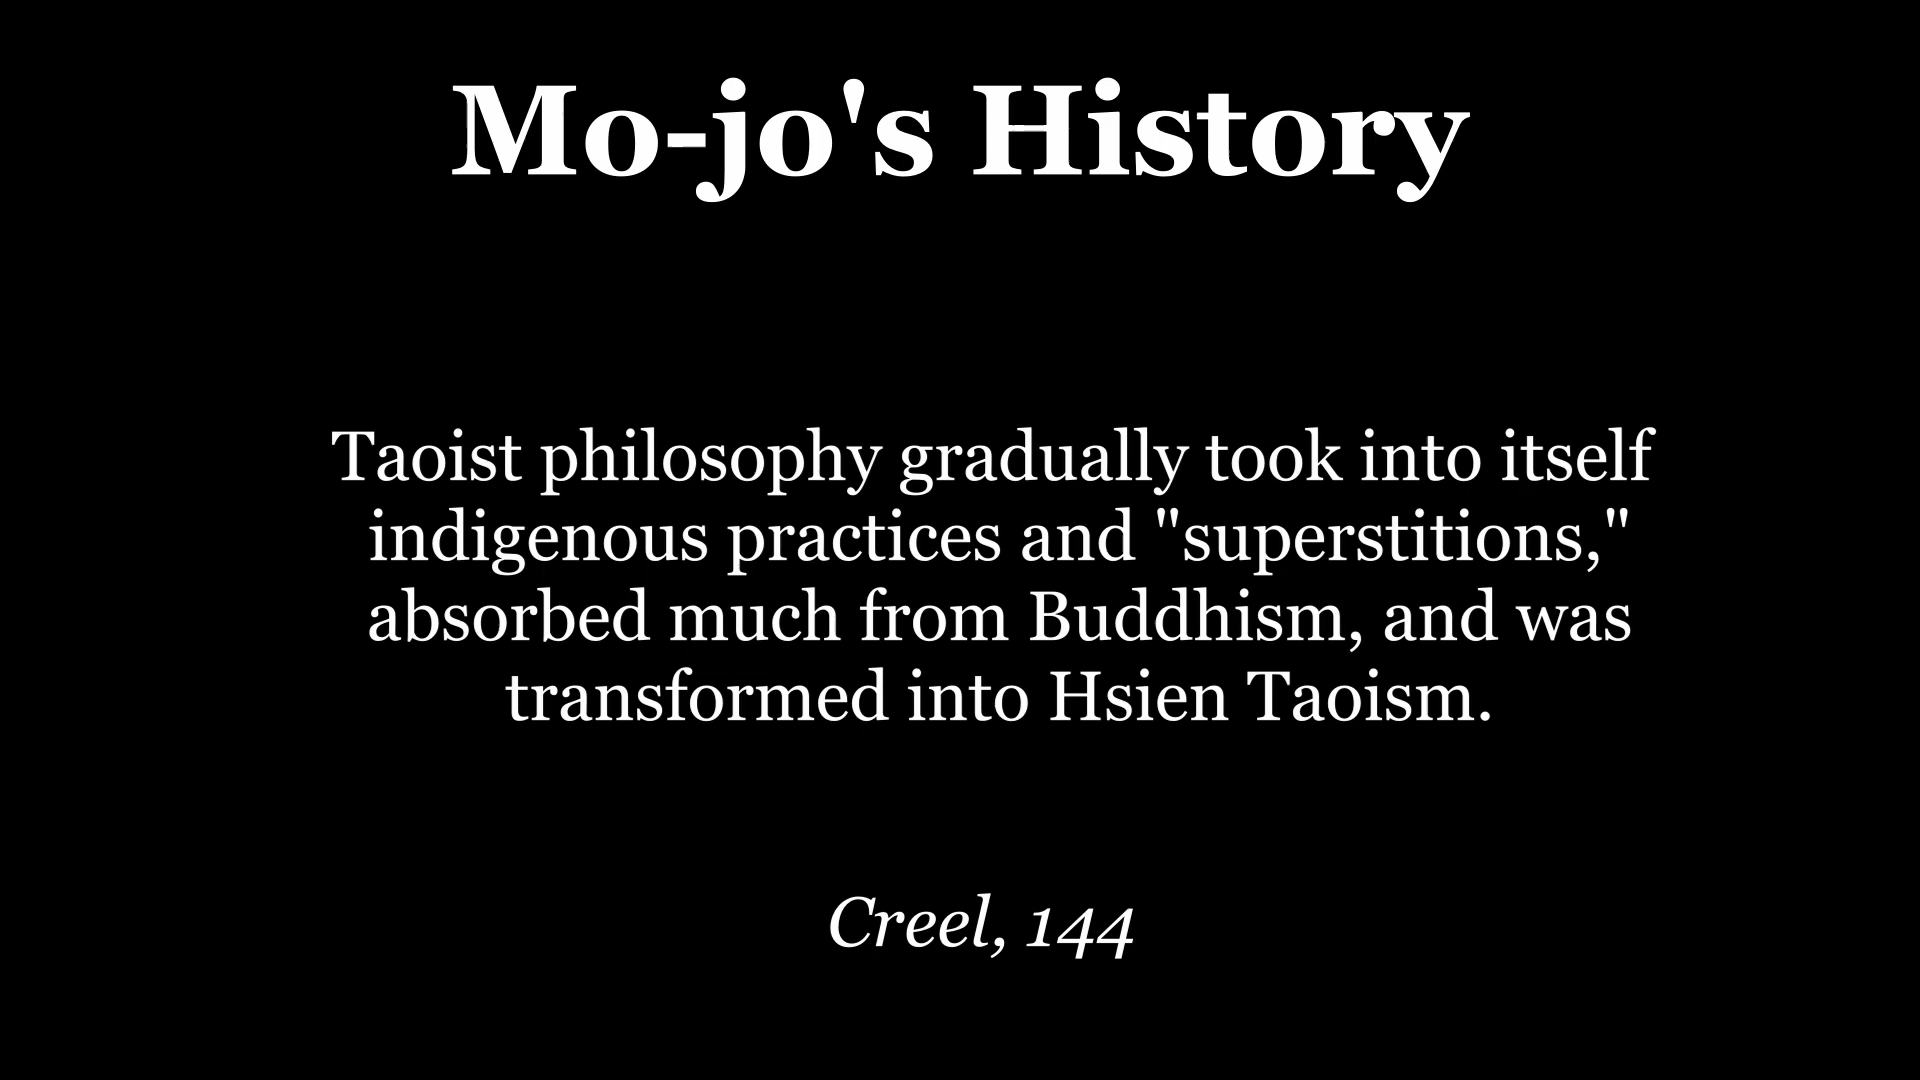 Mo-jo's History
Taoist philosophy gradually took into itself
indigenous practices and "superstitions,"
absorbed much from Buddhism, and was
transformed into Hsien Taoism.
Creel, 144